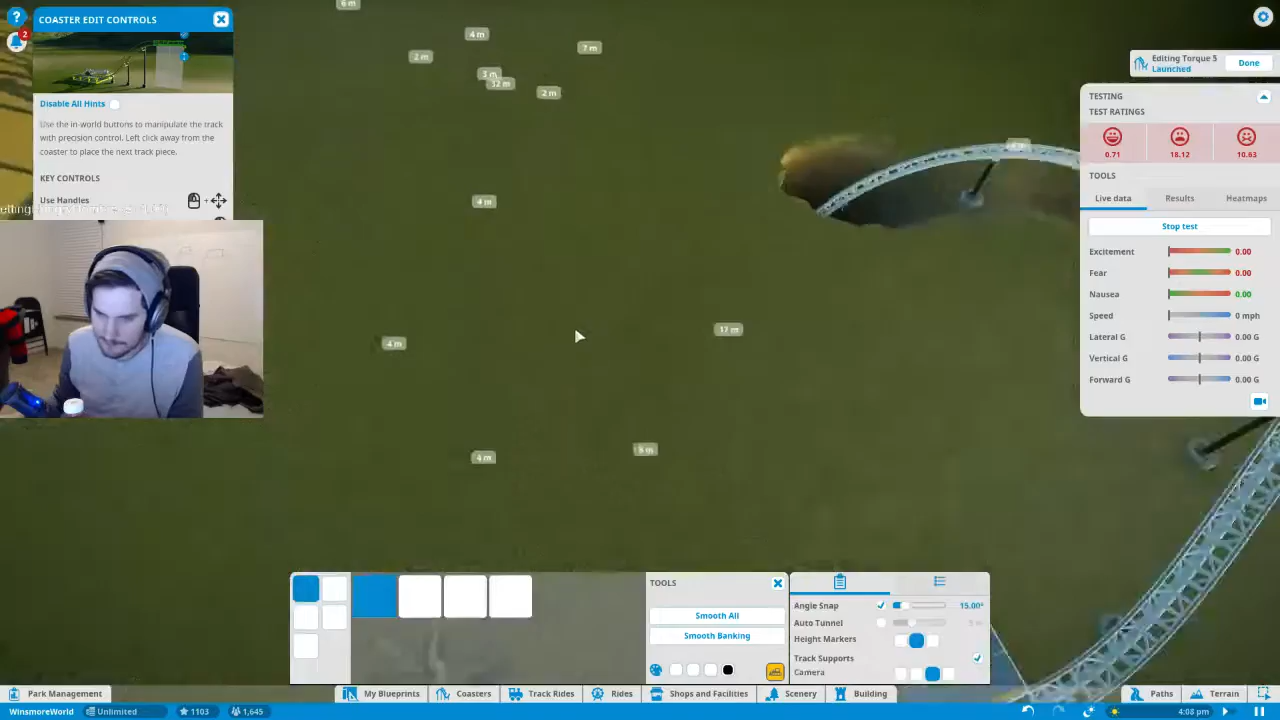 COASTER EDIT CONTROLS
2
Disable All Hints
Use the in-world buttons to manipulate the track
with precision control. Left click away from the
coaster to place the next track piece.
KEY CONTROLS
Use Handles
+
6 m
4 m
7 m
2 m
3 m
2 m
4 m
4 m
17 m
4 m
9 m
Editing Torque 5
Launched
Done
TESTING
TEST RATINGS
0.71
18.12
10.63
TOOLS
Live data
Results
Heatmaps
Stop test
Excitement 0.00
Fear 0.00
Nausea 0.00
Speed 0 mph
Lateral G 0.00 G
Vertical G 0.00 G
Forward G 0.00 G
TOOLS
Smooth All
Smooth Banking
Angle Snap 15.00°
Auto Tunnel
Height Markers
Track Supports
Camera
Park Management
My Blueprints
Coasters
Track Rides
Rides
Shops and Facilities
Scenery
Building
Paths
Terrain
WinsmoreWorld
Unlimited
1103
1,645
4:08 pm